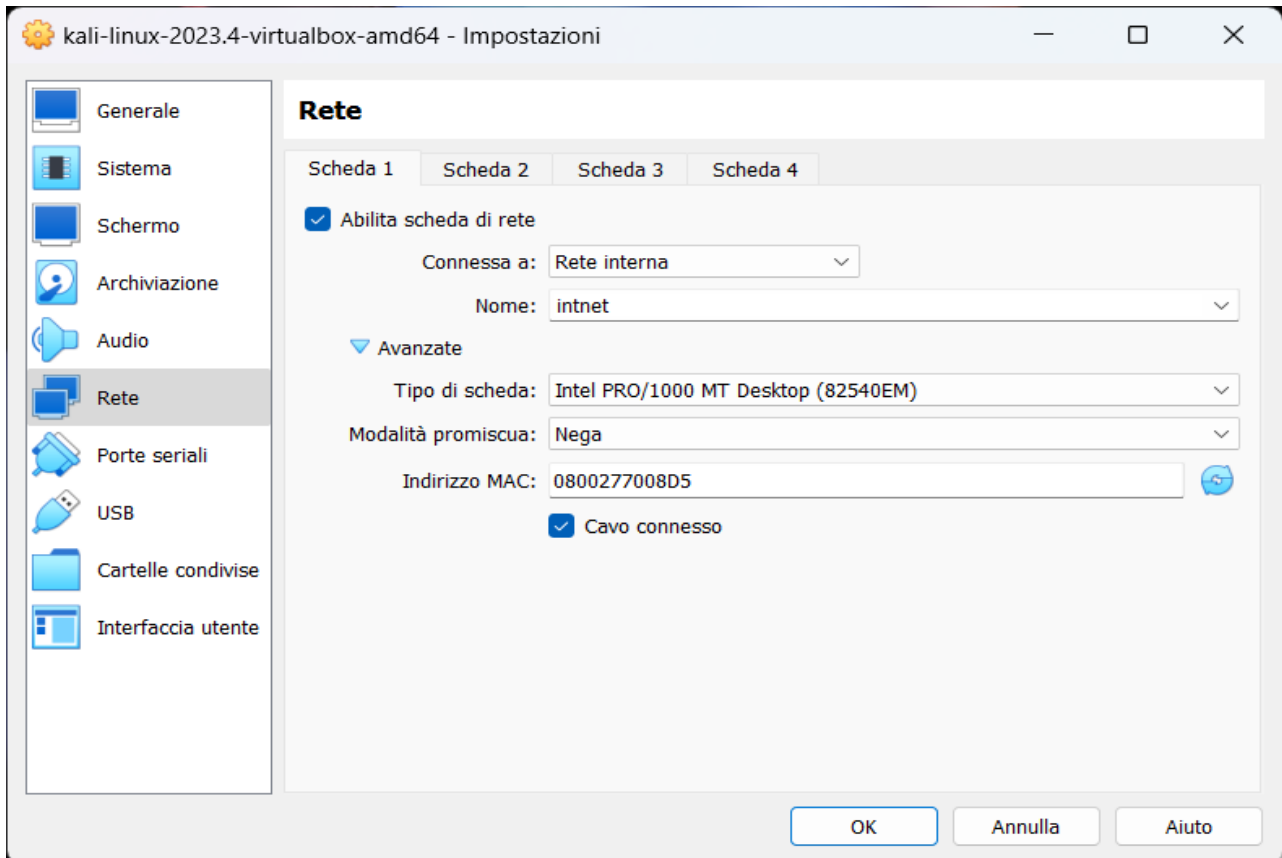 kali-linux-2023.4-virtualbox-amd64 - Impostazioni
Generale
Sistema
Schermo
Archiviazione
Audio
Rete
Porte seriali
USB
Cartelle condivise
Interfaccia utente
Rete
Scheda 1 Scheda 2 Scheda 3 Scheda 4
Abilita scheda di rete
Connessa a: Rete interna
Nome: intnet
Avanzate
Tipo di scheda: Intel PRO/1000 MT Desktop (82540EM)
Modalità promiscua: Nega
Indirizzo MAC: 0800277008D5
Cavo connesso
OK Annulla Aiuto